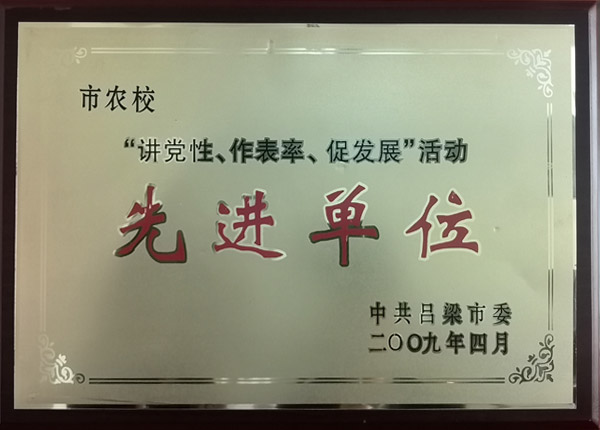 市农校
“讲党性、作表率、促发展”活动
先进单位
中共吕梁市委
二〇〇九年四月